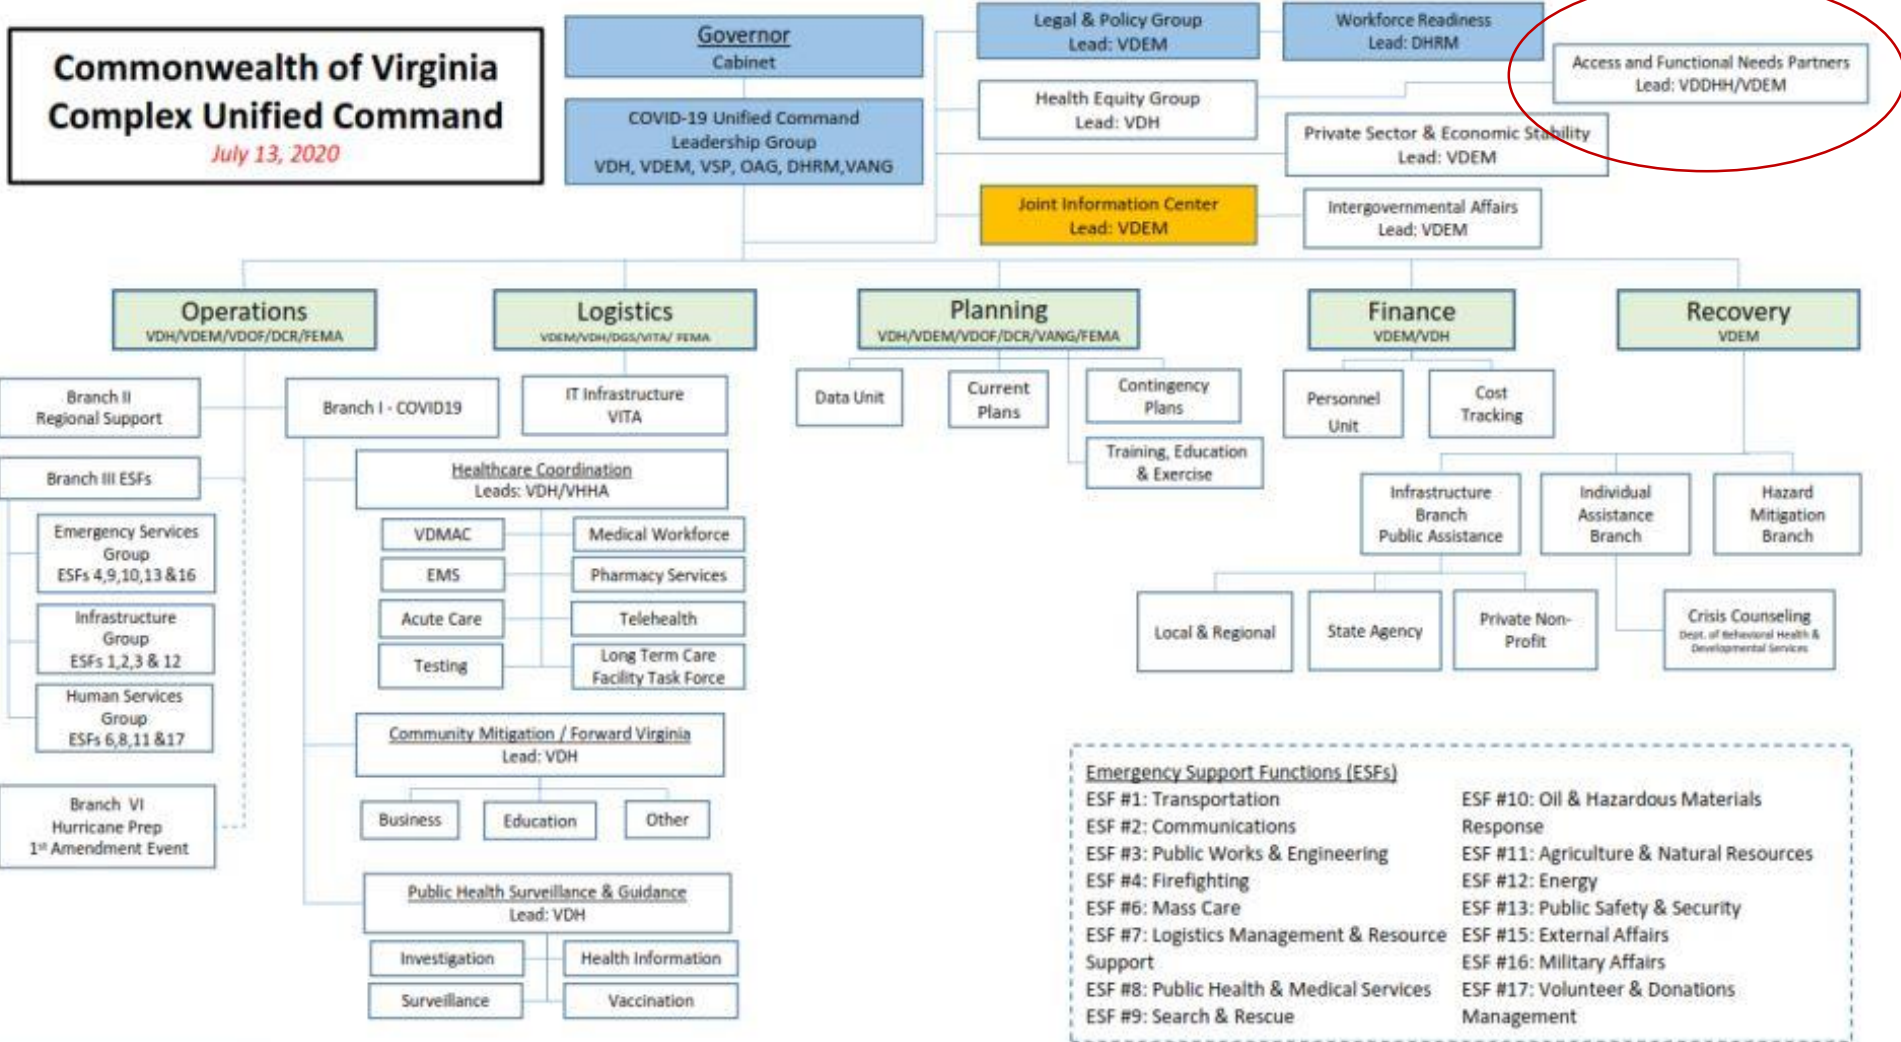 Commonwealth of Virginia
Complex Unified Command
July 13, 2020
Governor
Cabinet
COVID-19 Unified Command
Leadership Group
VDH, VDEM, VSP, OAG, DHRM,VANG
Legal & Policy Group
Lead: VDEM
Workforce Readiness
Lead: DHRM
Access and Functional Needs Partners
Lead: VDDHH/VDEM
Health Equity Group
Lead: VDH
Private Sector & Economic Stability
Lead: VDEM
Joint Information Center
Lead: VDEM
Intergovernmental Affairs
Lead: VDEM
Operations
VDH/VDEM/VDOF/DCR/FEMA
Logistics
VDEM/VDH/DGS/VITA/ FEMA
Planning
VDH/VDEM/VDOF/DCR/VANG/FEMA
Finance
VDEM/VDH
Recovery
VDEM
Branch II
Regional Support
Branch I - COVID19
IT Infrastructure
VITA
Data Unit
Current
Plans
Contingency
Plans
Training, Education
& Exercise
Personnel
Unit
Cost
Tracking
Branch III ESFs
Emergency Services
Group
ESFs 4,9,10,13 &16
Infrastructure
Group
ESFs 1,2,3 & 12
Human Services
Group
ESFs 6,8,11 &17
Branch VI
Hurricane Prep
1st Amendment Event
Healthcare Coordination
Leads: VDH/VHHA
VDMAC
Medical Workforce
EMS
Pharmacy Services
Acute Care
Telehealth
Testing
Long Term Care
Facility Task Force
Community Mitigation / Forward Virginia
Lead: VDH
Business
Education
Other
Public Health Surveillance & Guidance
Lead: VDH
Investigation
Health Information
Surveillance
Vaccination
Infrastructure
Branch
Public Assistance
Individual
Assistance
Branch
Hazard
Mitigation
Branch
Local & Regional
State Agency
Private Non-
Profit
Crisis Counseling
Dept. of Behavioral Health &
Developmental Services
Emergency Support Functions (ESFs)
ESF #1: Transportation
ESF #2: Communications
ESF #3: Public Works & Engineering
ESF #4: Firefighting
ESF #6: Mass Care
ESF #7: Logistics Management & Resource
Support
ESF #8: Public Health & Medical Services
ESF #9: Search & Rescue
ESF #10: Oil & Hazardous Materials
Response
ESF #11: Agriculture & Natural Resources
ESF #12: Energy
ESF #13: Public Safety & Security
ESF #15: External Affairs
ESF #16: Military Affairs
ESF #17: Volunteer & Donations
Management